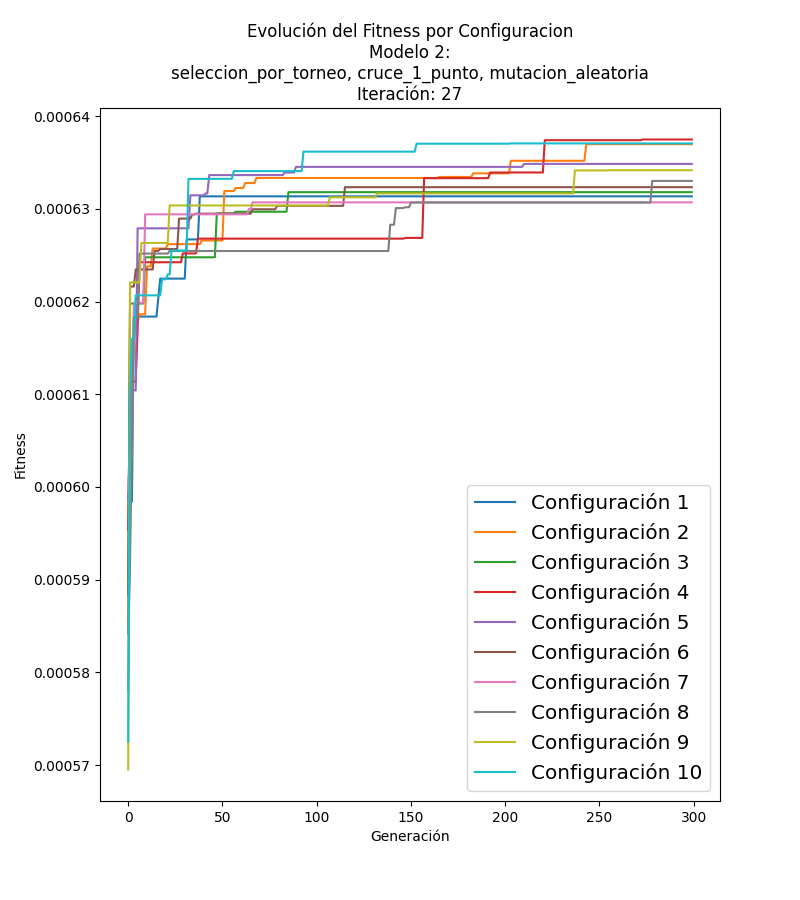 Evolución del Fitness por Configuracion
Modelo 2:
seleccion_por_torneo, cruce_1_punto, mutacion_aleatoria
Iteración: 27
0.00064
0.00063
0.00062
0.00061
0.00060
0.00059
0.00058
0.00057
Fitness
Configuración 1
Configuración 2
Configuración 3
Configuración 4
Configuración 5
Configuración 6
Configuración 7
Configuración 8
Configuración 9
Configuración 10
0 50 100 150 200 250 300
Generación